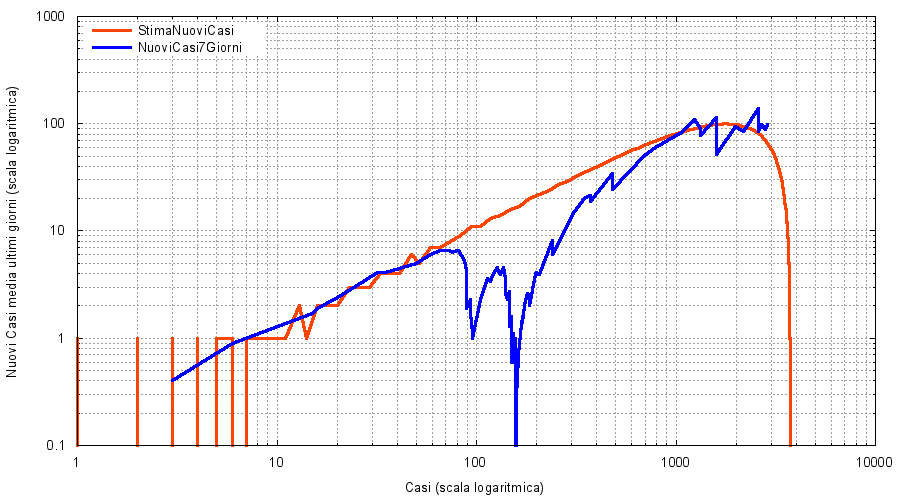 1000
StimaNuoviCasi
NuoviCasi7Giorni
100
10
1
0.1
Nuovi Casi media ultimi giorni (scala logaritmica)
1 10 100 1000 10000
Casi (scala logaritmica)